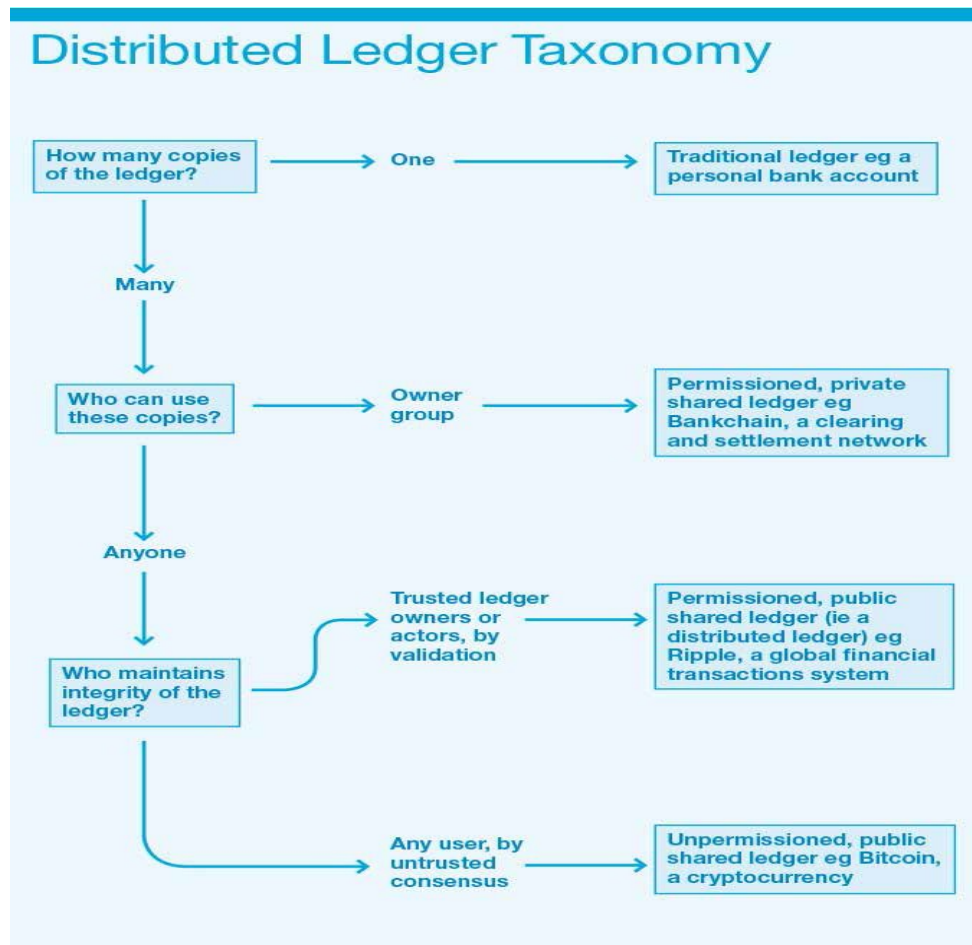 Distributed Ledger Taxonomy
How many copies
of the ledger?
One
Traditional ledger eg a
personal bank account
Many
Who can use
these copies?
Owner
group
Permissioned, private
shared ledger eg
Bankchain, a clearing
and settlement network
Anyone
Who maintains
integrity of the
ledger?
Trusted ledger
owners or
actors, by
validation
Permissioned, public
shared ledger (ie a
distributed ledger) eg
Ripple, a global financial
transactions system
Any user, by
untrusted
consensus
Unpermissioned, public
shared ledger eg Bitcoin,
a cryptocurrency